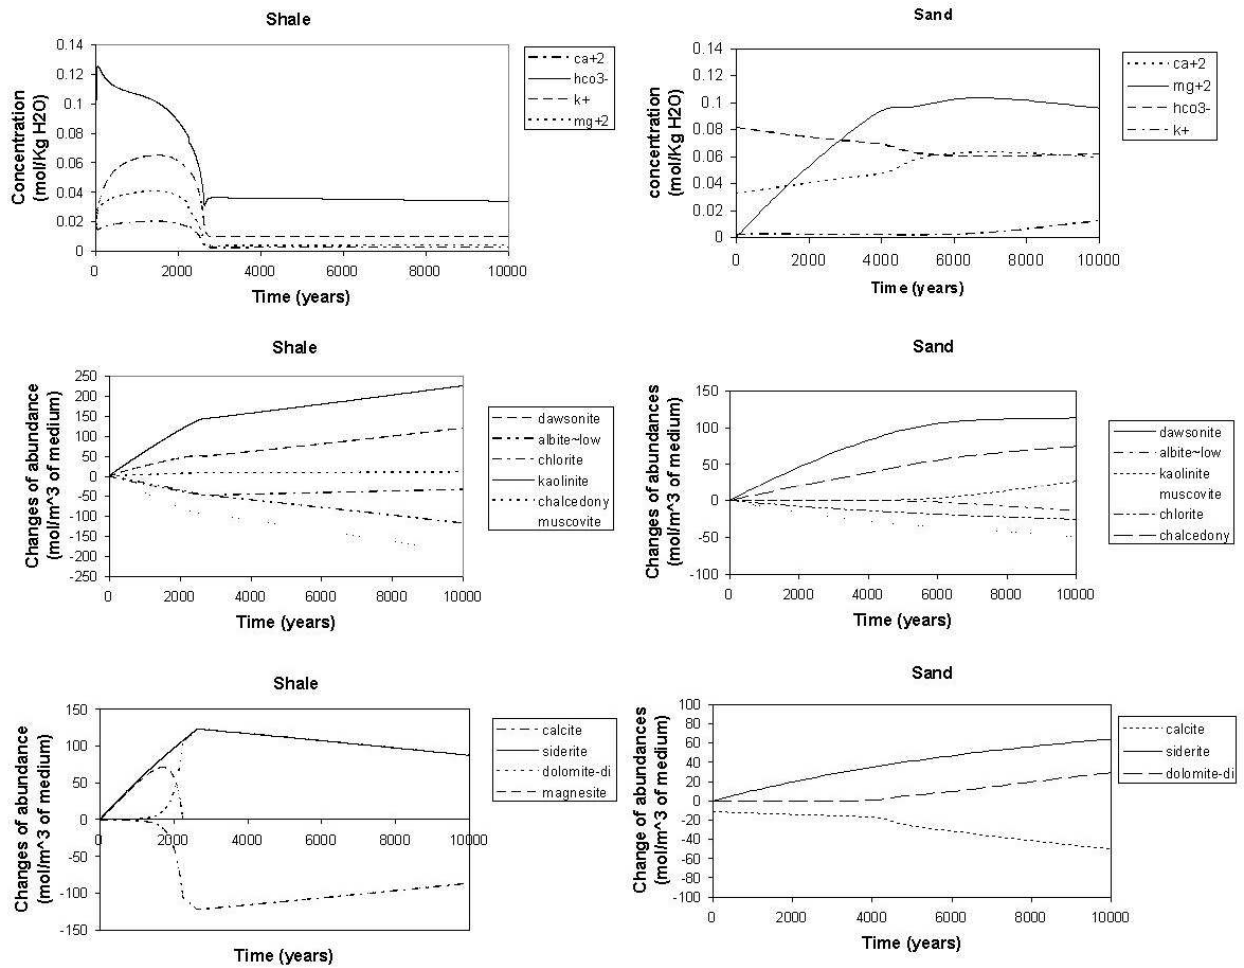 Shale
0.14
0.12
0.1
0.08
0.06
0.04
0.02
0
Concentration
(mol/Kg H2O)
0 2000 4000 6000 8000 10000
Time (years)
ca+2
hco3-
k+
mg+2
Sand
0.14
0.12
0.1
0.08
0.06
0.04
0.02
0
concentration
(mol/Kg H2O)
0 2000 4000 6000 8000 10000
Time (years)
ca+2
mg+2
hco3-
k+
Shale
250
200
150
100
50
0
-50
-100
-150
-200
-250
Changes of abundance
(mol/m^3 of medium)
0 2000 4000 6000 8000 10000
Time (years)
dawsonite
albite~low
chlorite
kaolinite
chalcedony
muscovite
Sand
150
100
50
0
-50
-100
Changes of abundances
(mol/m^3 of medium)
0 2000 4000 6000 8000 10000
Time (years)
dawsonite
albite~low
kaolinite
muscovite
chlorite
chalcedony
Shale
150
100
50
0
-50
-100
-150
Changes of abundance
(mol/m^3 of medium)
0 2000 4000 6000 8000 10000
Time (years)
calcite
siderite
dolomite-di
magnesite
Sand
100
80
60
40
20
0
-20
-40
-60
-80
-100
Change of abundances
(mol/m^3 of medium)
0 2000 4000 6000 8000 10000
Time (years)
calcite
siderite
dolomite-di